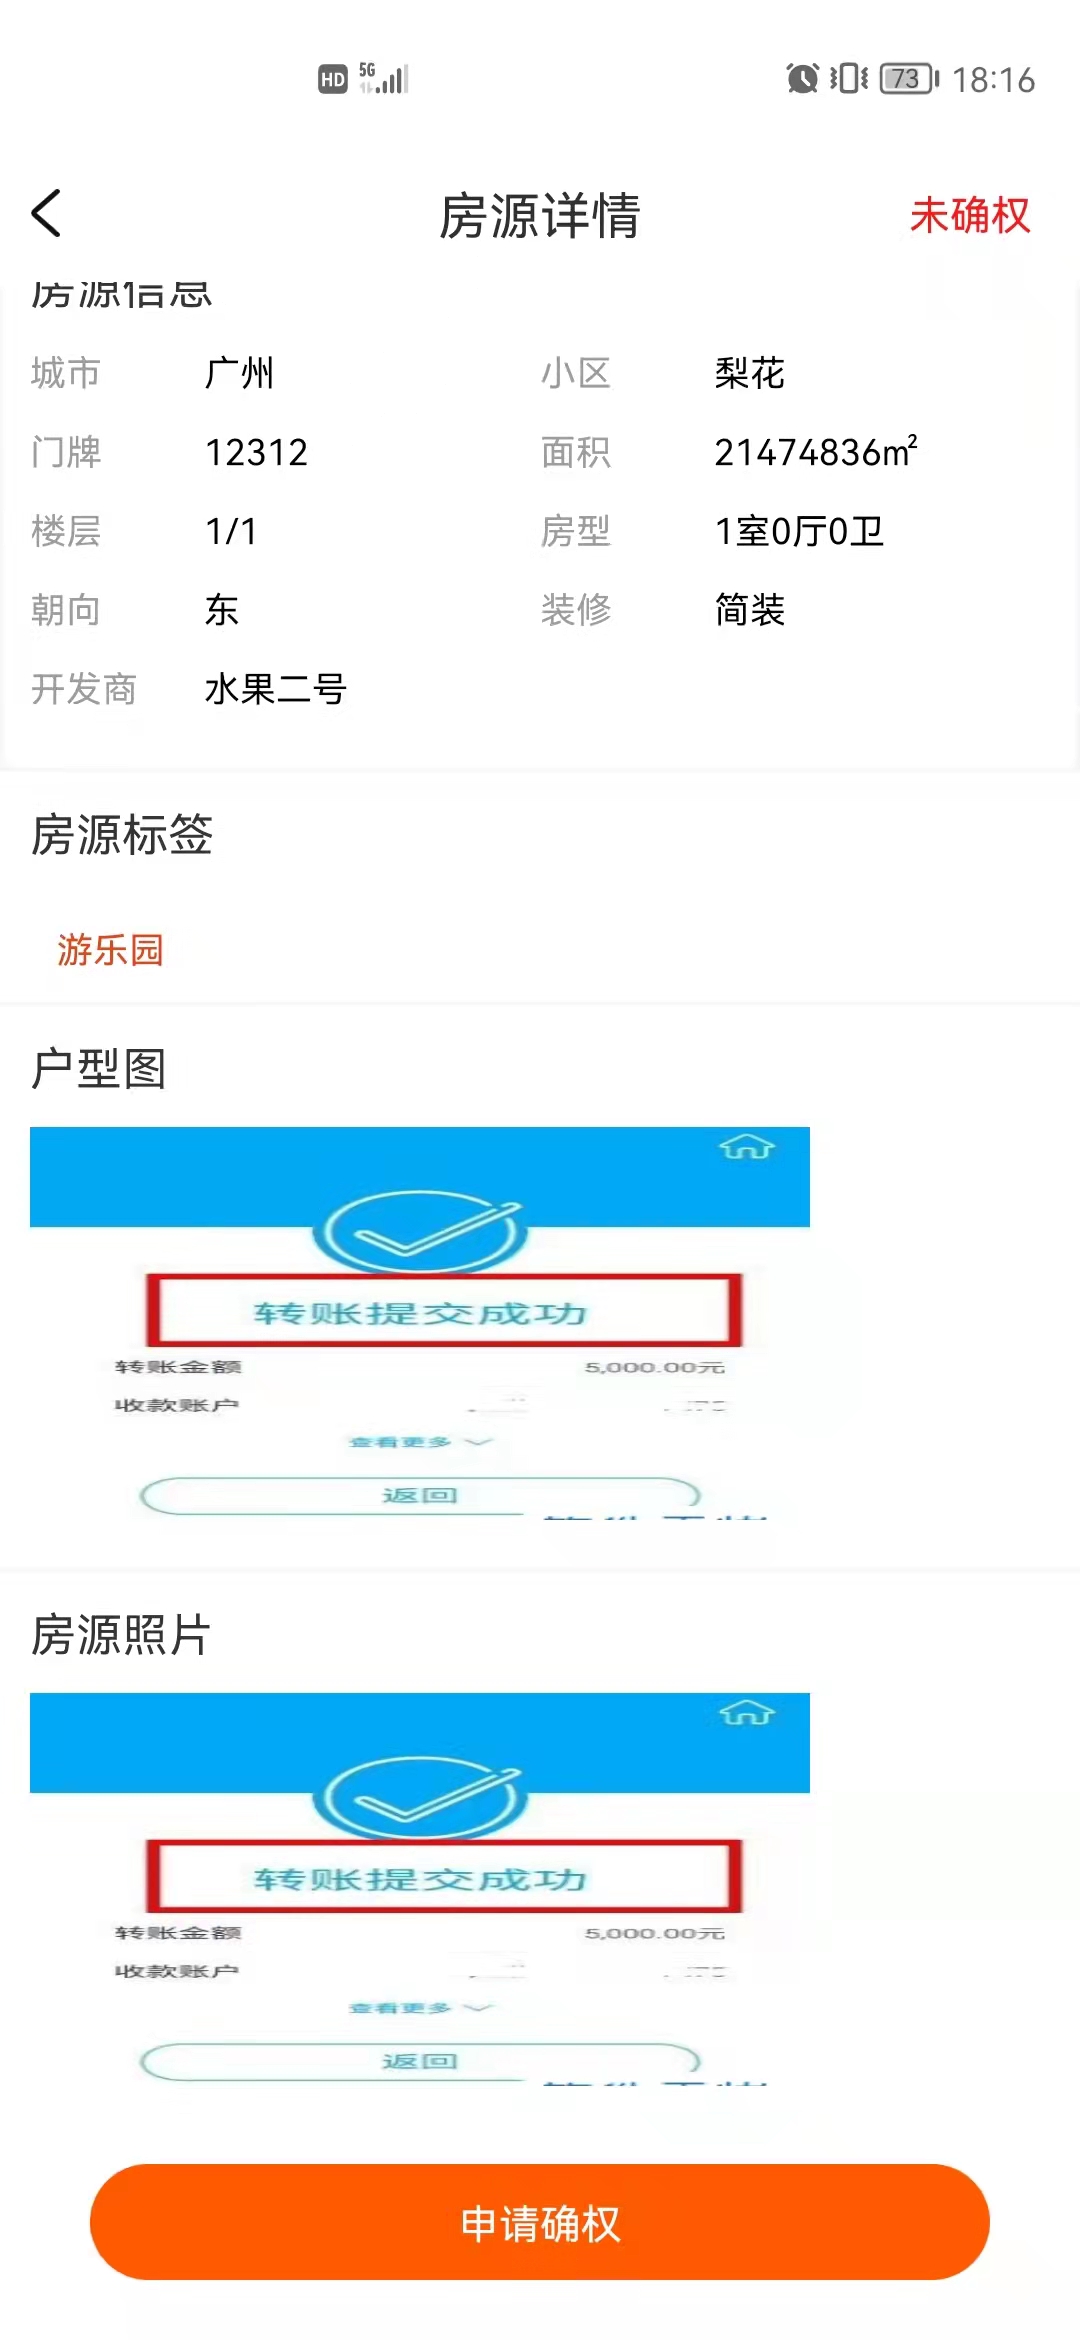 HD 5G 73 18:16
房源详情 未确权
房源信息
城市 广州 小区 梨花
门牌 12312 面积 21474836m²
楼层 1/1 房型 1室0厅0卫
朝向 东 装修 简装
开发商 水果二号
房源标签
游乐园
户型图
转账提交成功
转账金额 5,000.00元
收款账户
查看更多
返回
房源照片
转账提交成功
转账金额 5,000.00元
收款账户
查看更多
返回
申请确权